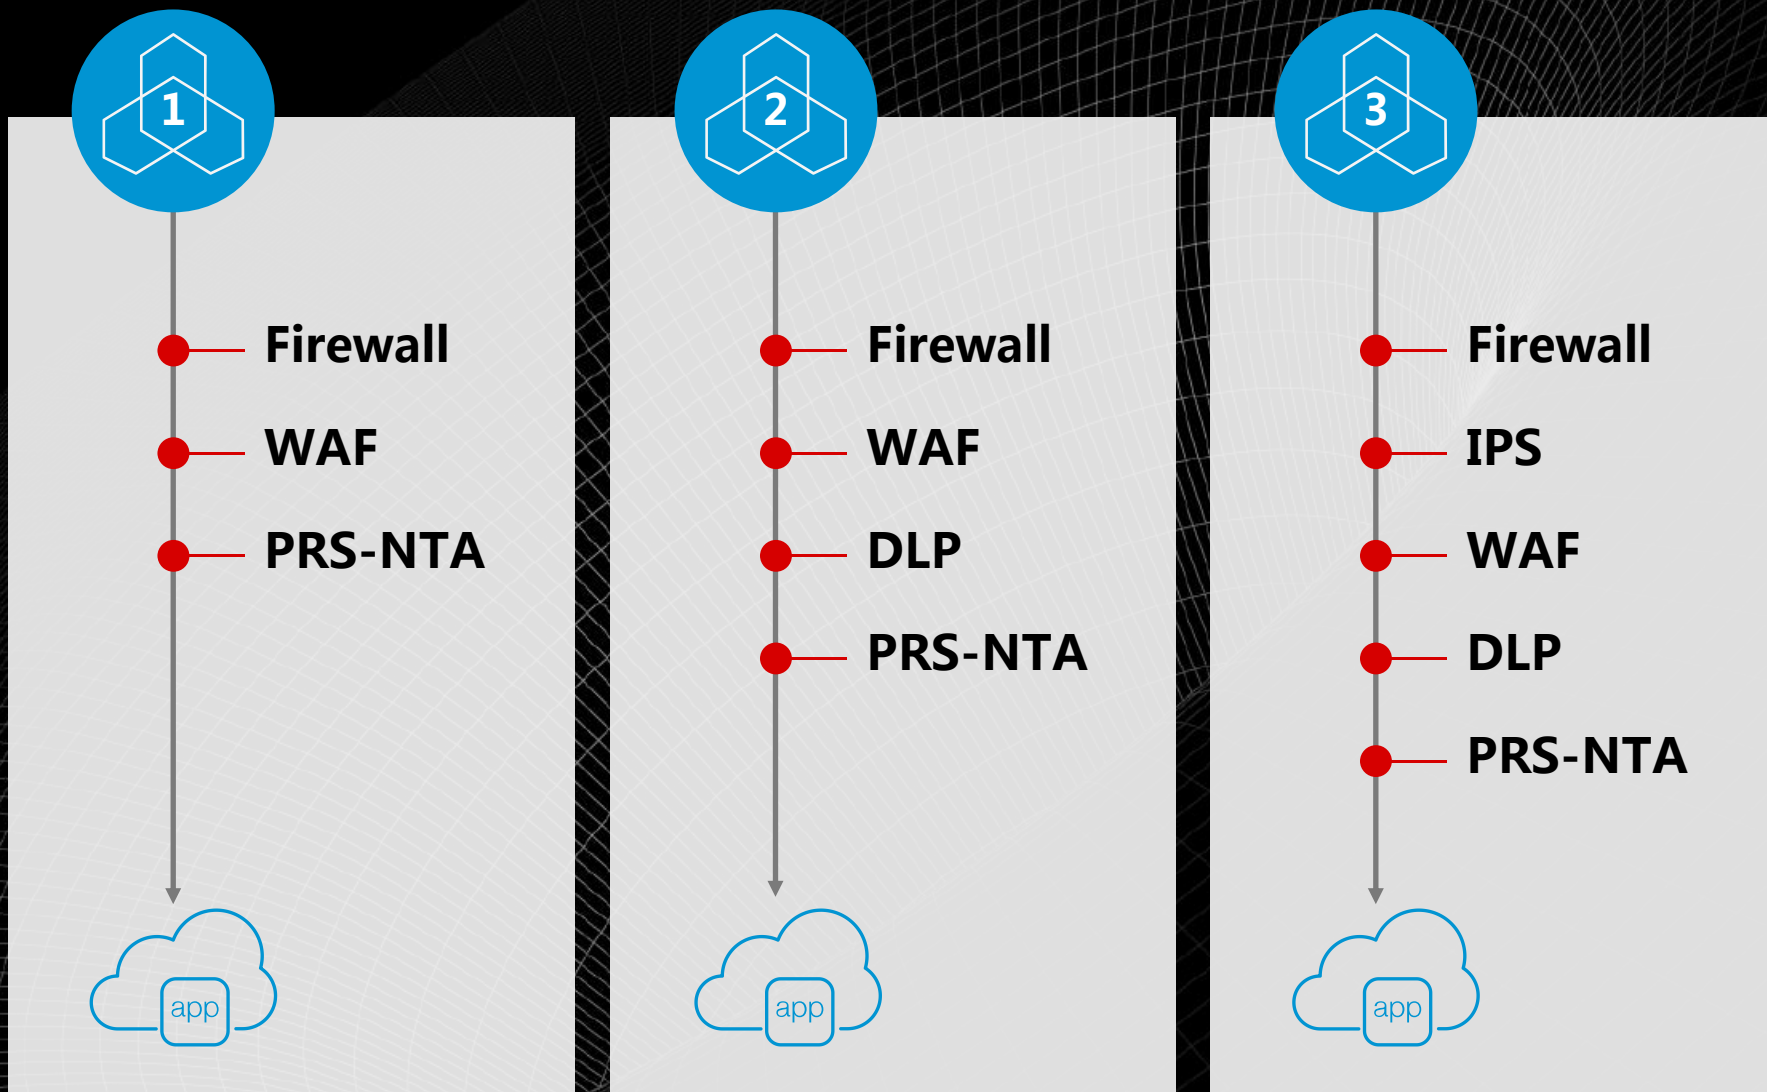 1
Firewall
WAF
PRS-NTA
app
2
Firewall
WAF
DLP
PRS-NTA
app
3
Firewall
IPS
WAF
DLP
PRS-NTA
app